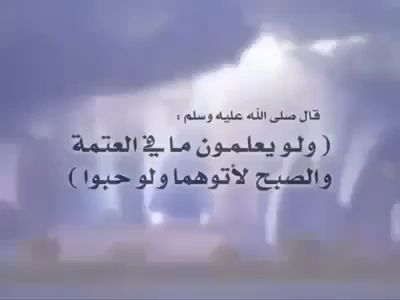 قال صلى الله عليه وسلم :
( ولو يعلمون ما في العتمة
والصبح لأتوهما ولو حبوا )